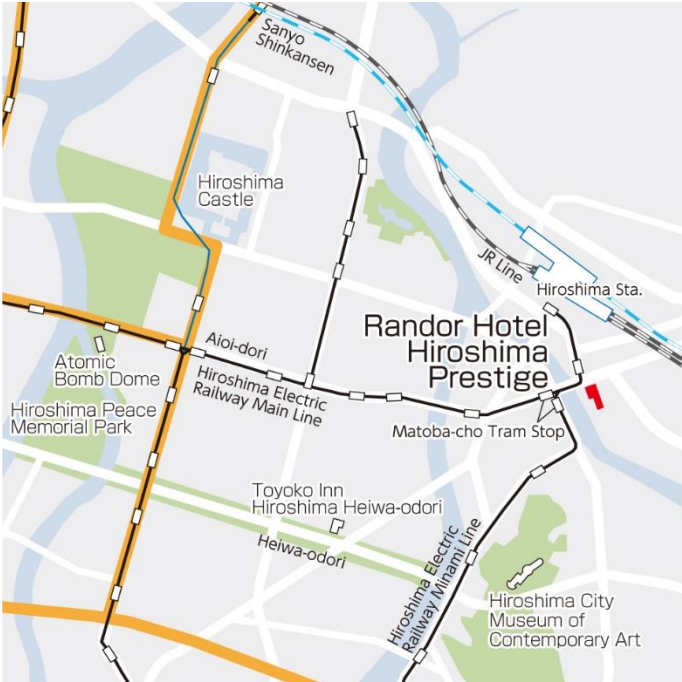 Sanyo
Shinkansen
Hiroshima
Castle
JR Line
Hiroshima Sta.
Randor Hotel
Hiroshima
Prestige
Aioi-dori
Hiroshima Electric
Railway Main Line
Atomic
Bomb Dome
Hiroshima Peace
Memorial Park
Matoba-cho Tram Stop
Toyoko Inn
Hiroshima Heiwa-odori
Heiwa-odori
Hiroshima Electric
Railway Minami Line
Hiroshima City
Museum of
Contemporary Art